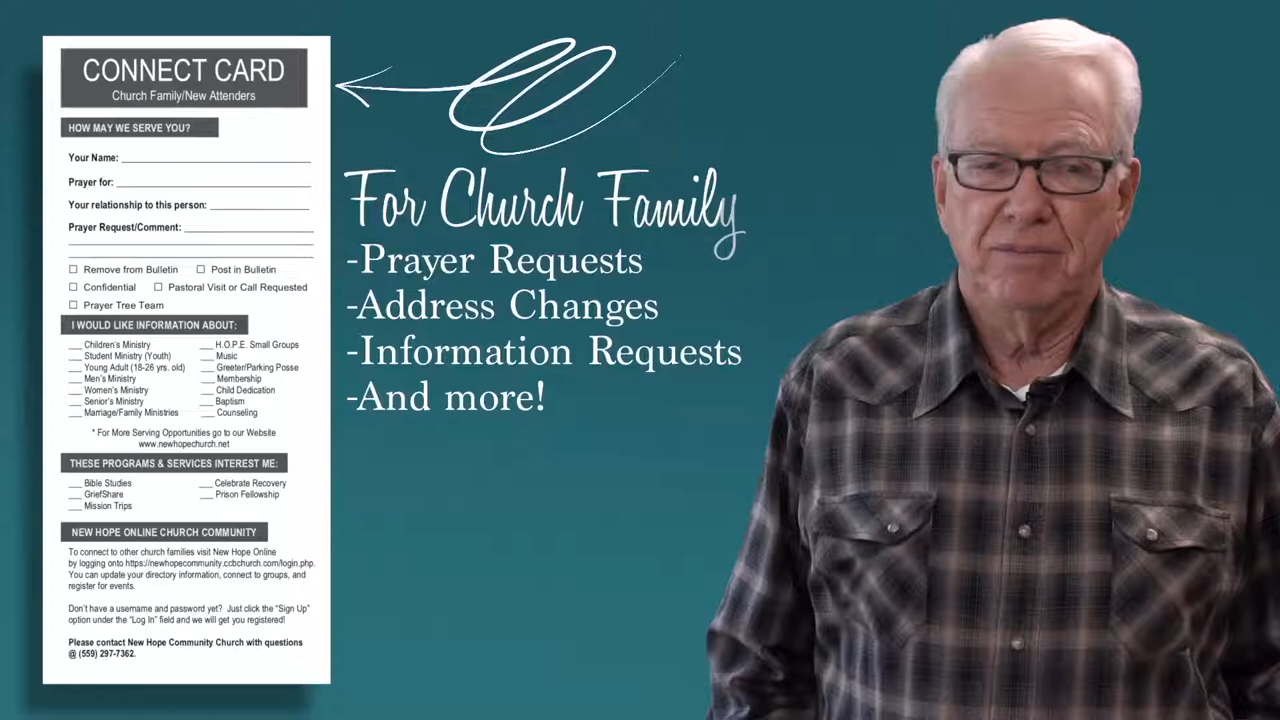 CONNECT CARD
Church Family/New Attenders
HOW MAY WE SERVE YOU?
Your Name:
Prayer for:
Your relationship to this person:
Prayer Request/Comment:
Remove from Bulletin Post in Bulletin
Confidential Pastoral Visit or Call Requested
Prayer Tree Team
I WOULD LIKE INFORMATION ABOUT:
Children's Ministry H.O.P.E. Small Groups
Student Ministry (Youth) Music
Young Adult (18-26 yrs. old) Greeter/Parking Posse
Men's Ministry Membership
Women's Ministry Child Dedication
Senior's Ministry Baptism
Marriage/Family Ministries Counseling
* For More Serving Opportunities go to our Website
www.newhopechurch.net
THESE PROGRAMS & SERVICES INTEREST ME:
Bible Studies Celebrate Recovery
GriefShare Prison Fellowship
Mission Trips
NEW HOPE ONLINE CHURCH COMMUNITY
To connect to other church families visit New Hope Online
by logging onto https://newhopecommunity.ccbchurch.com/login.php.
You can update your directory information, connect to groups, and
register for events.
Don't have a username and password yet? Just click the "Sign Up"
option under the "Log In" field and we will get you registered!
Please contact New Hope Community Church with questions
@ (559) 297-7362.
For Church Family
-Prayer Requests
-Address Changes
-Information Requests
-And more!